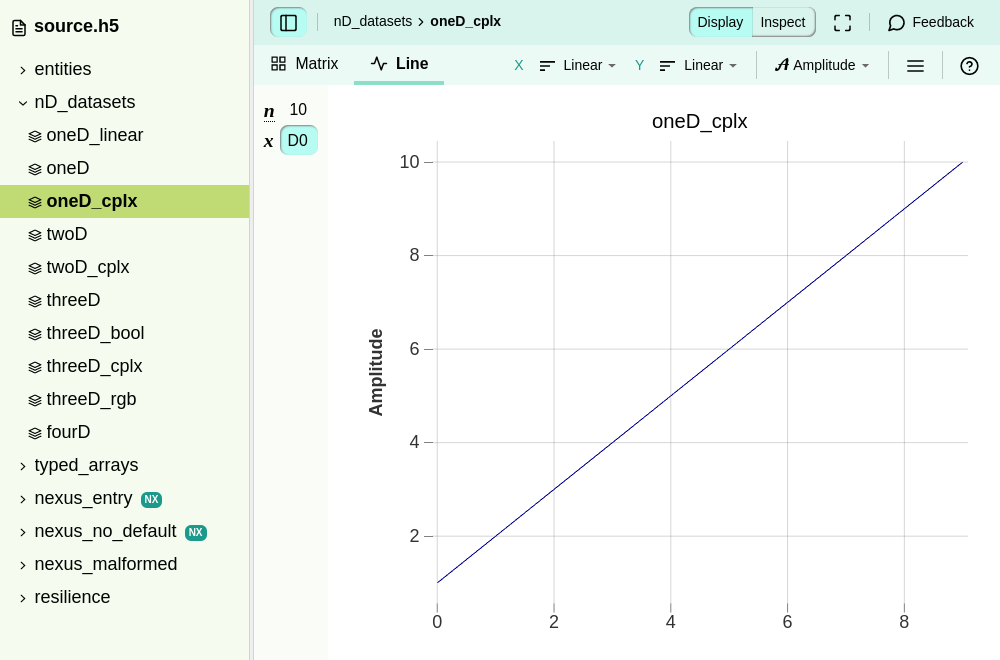 source.h5
entities
nD_datasets
oneD_linear
oneD
oneD_cplx
twoD
twoD_cplx
threeD
threeD_bool
threeD_cplx
threeD_rgb
fourD
typed_arrays
nexus_entry NX
nexus_no_default NX
nexus_malformed
resilience
nD_datasets › oneD_cplx
Display Inspect
Feedback
Matrix Line
X Linear Y Linear 𝓐 Amplitude
n 10
x D0
oneD_cplx
10
8
6
4
2
Amplitude
0 2 4 6 8